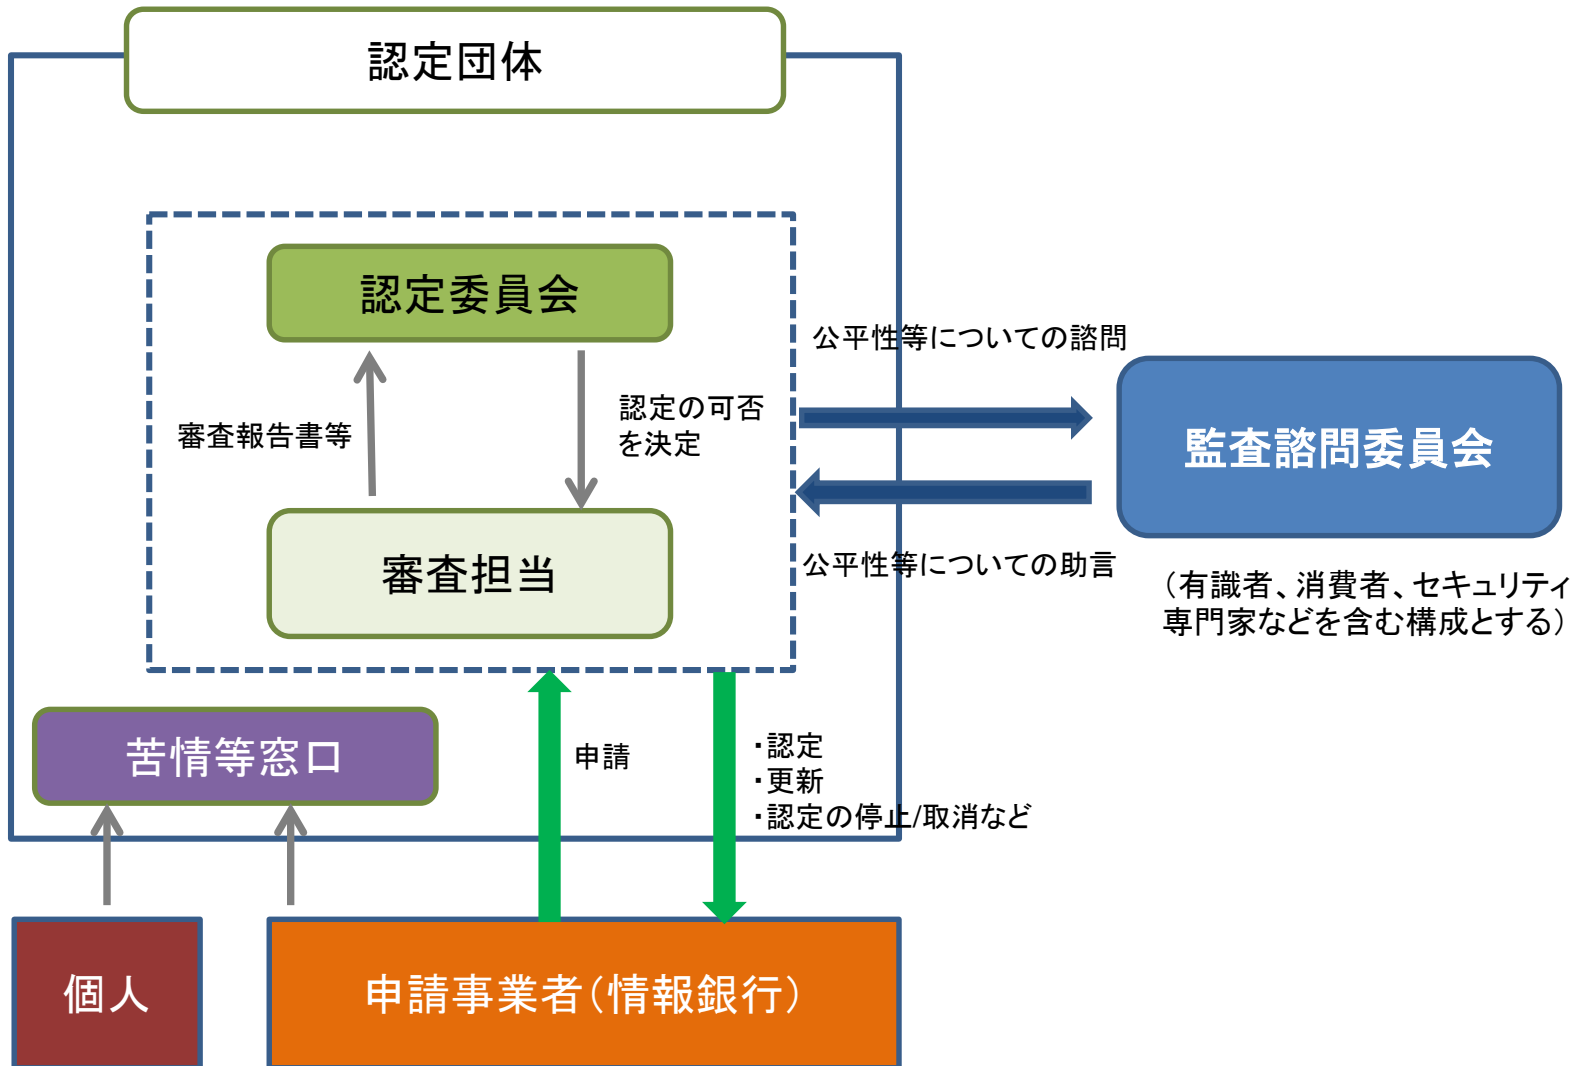 認定団体
認定委員会
審査報告書等
認定の可否
を決定
審査担当
公平性等についての諮問
公平性等についての助言
監査諮問委員会
（有識者、消費者、セキュリティ
専門家などを含む構成とする）
苦情等窓口
申請
・認定
・更新
・認定の停止/取消など
個人
申請事業者（情報銀行）